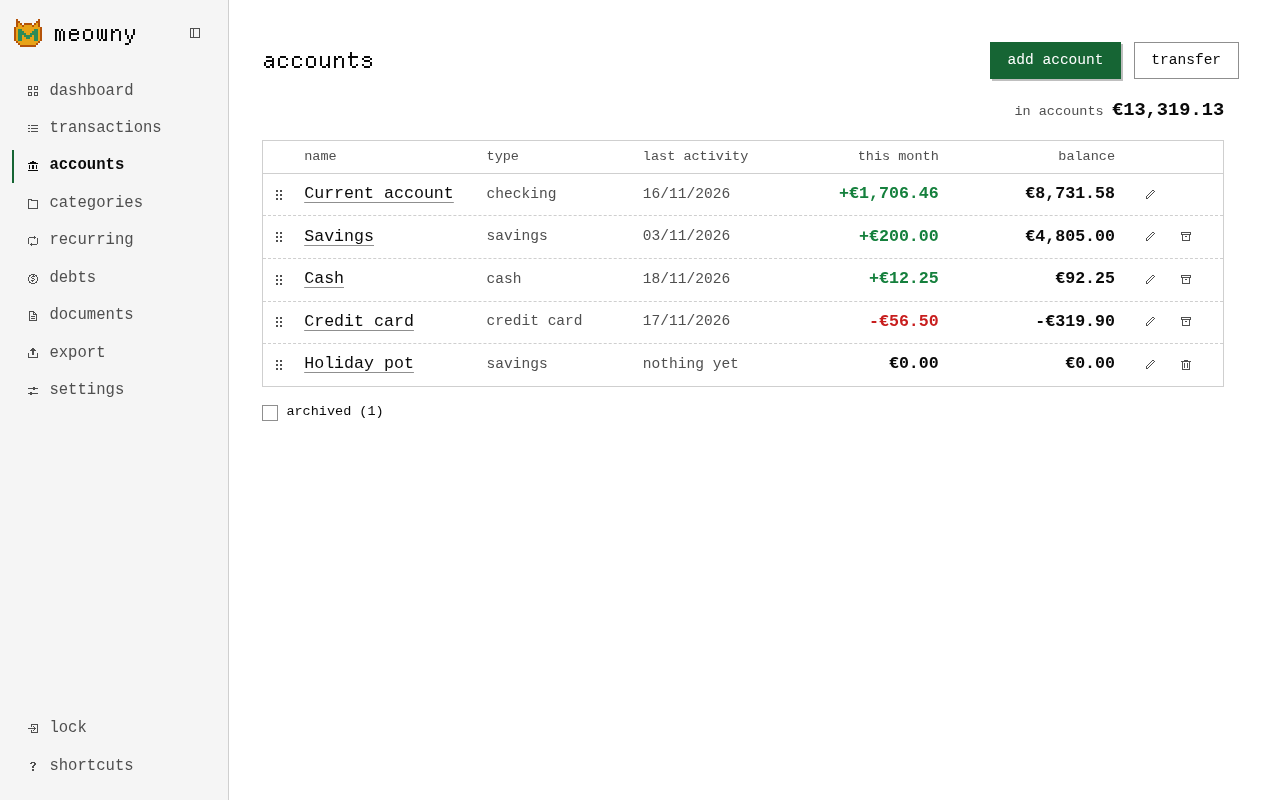 meowny
dashboard
transactions
accounts
categories
recurring
debts
documents
export
settings
lock
? shortcuts
accounts
add account transfer
in accounts €13,319.13
name type last activity this month balance
Current account checking 16/11/2026 +€1,706.46 €8,731.58
Savings savings 03/11/2026 +€200.00 €4,805.00
Cash cash 18/11/2026 +€12.25 €92.25
Credit card credit card 17/11/2026 -€56.50 -€319.90
Holiday pot savings nothing yet €0.00 €0.00
archived (1)